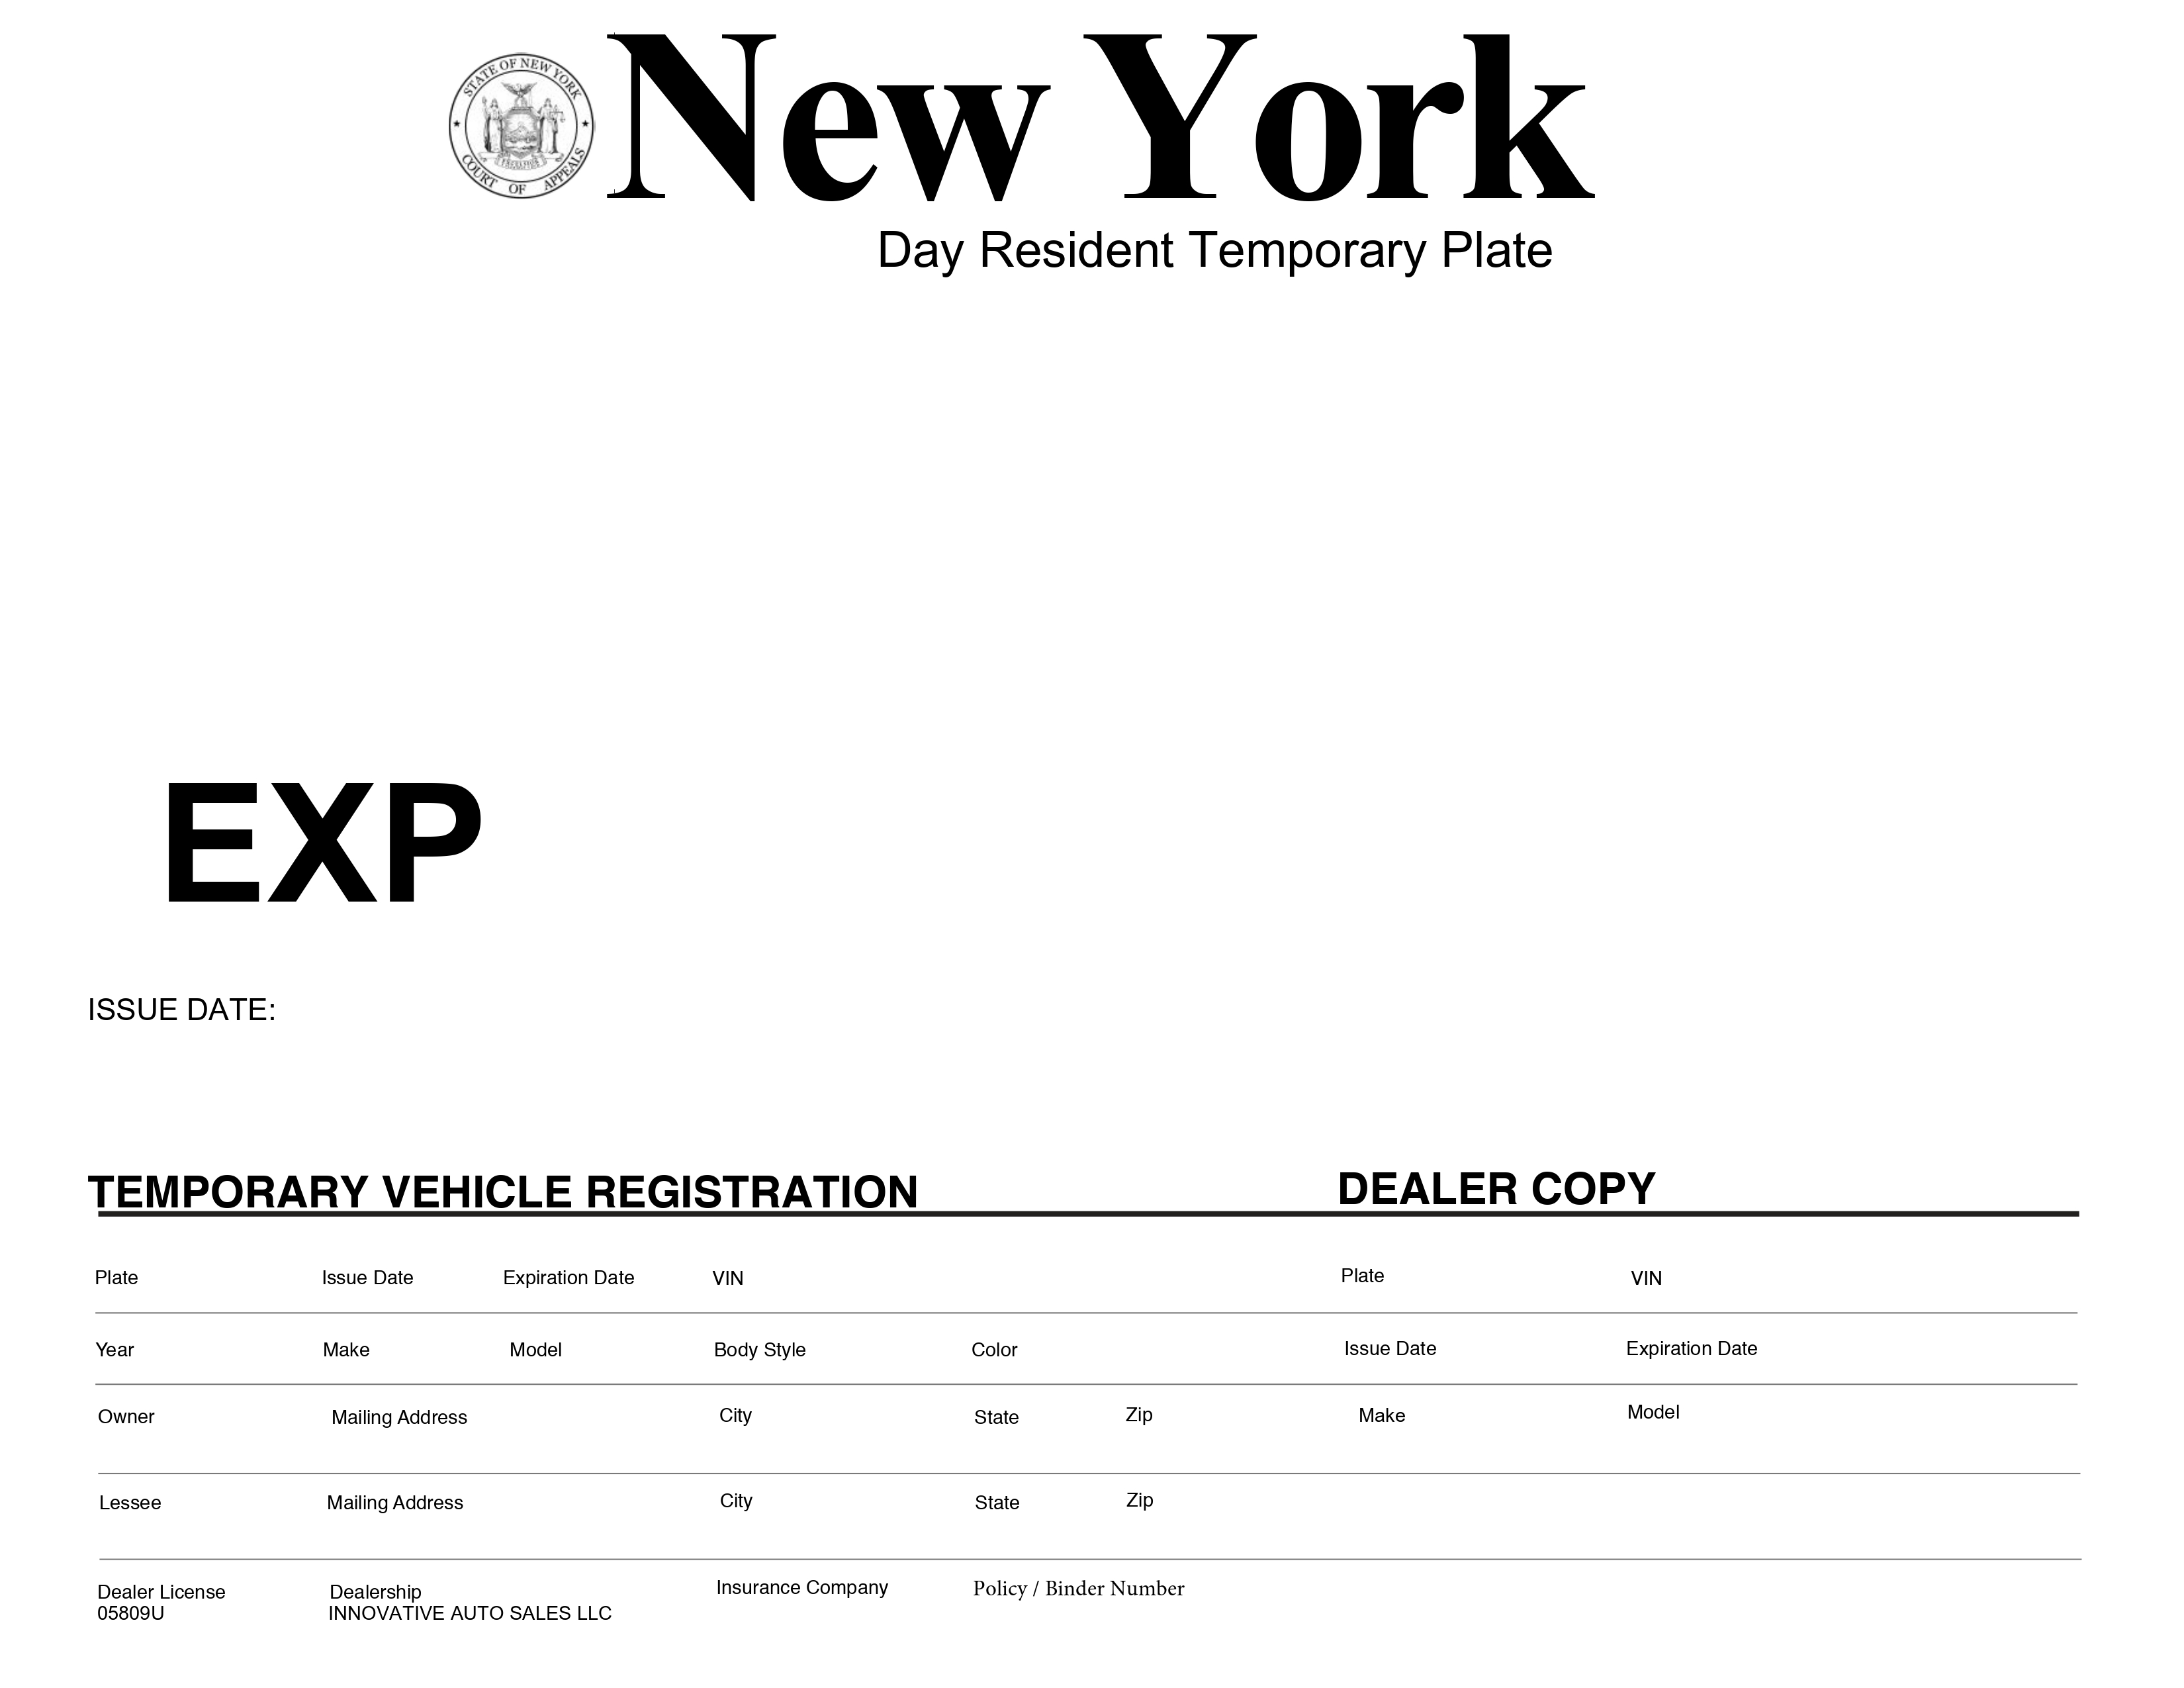 STATE OF NEW YORK
EXCELSIOR
COURT OF APPEALS
New York
Day Resident Temporary Plate
EXP
ISSUE DATE:
TEMPORARY VEHICLE REGISTRATION DEALER COPY
Plate Issue Date Expiration Date VIN Plate VIN
Year Make Model Body Style Color Issue Date Expiration Date
Owner Mailing Address City State Zip Make Model
Lessee Mailing Address City State Zip
Dealer License Dealership Insurance Company Policy / Binder Number
05809U INNOVATIVE AUTO SALES LLC